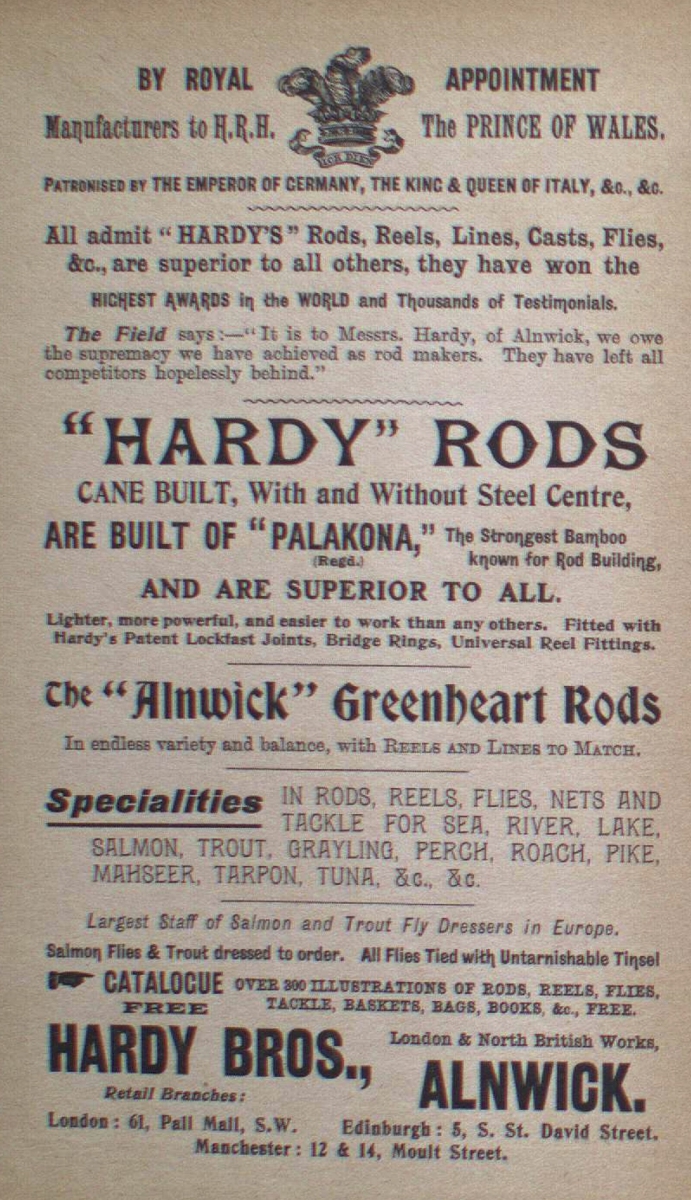 BY ROYAL APPOINTMENT
Manufacturers to H.R.H. The PRINCE OF WALES.
PATRONISED BY THE EMPEROR OF GERMANY, THE KING & QUEEN OF ITALY, &c., &c.
All admit "HARDY'S" Rods, Reels, Lines, Casts, Flies,
&c., are superior to all others, they have won the
HIGHEST AWARDS in the WORLD and Thousands of Testimonials.
The Field says:—"It is to Messrs. Hardy, of Alnwick, we owe
the supremacy we have achieved as rod makers. They have left all
competitors hopelessly behind."
"HARDY" RODS
CANE BUILT, With and Without Steel Centre,
ARE BUILT OF "PALAKONA," The Strongest Bamboo
(Regd.) known for Rod Building,
AND ARE SUPERIOR TO ALL.
Lighter, more powerful, and easier to work than any others. Fitted with
Hardy's Patent Lockfast Joints, Bridge Rings, Universal Reel Fittings.
The "Alnwick" Greenheart Rods
In endless variety and balance, with REELS AND LINES TO MATCH.
Specialities IN RODS, REELS, FLIES, NETS AND
TACKLE FOR SEA, RIVER, LAKE,
SALMON, TROUT, GRAYLING, PERCH, ROACH, PIKE,
MAHSEER, TARPON, TUNA, &c., &c.
Largest Staff of Salmon and Trout Fly Dressers in Europe.
Salmon Flies & Trout dressed to order. All Flies Tied with Untarnishable Tinsel
CATALOGUE OVER 300 ILLUSTRATIONS OF RODS, REELS, FLIES,
FREE TACKLE, BASKETS, BAGS, BOOKS, &c., FREE.
HARDY BROS., London & North British Works,
ALNWICK.
Retail Branches:
London: 61, Pall Mall, S.W. Edinburgh: 5, S. St. David Street.
Manchester: 12 & 14, Moult Street.